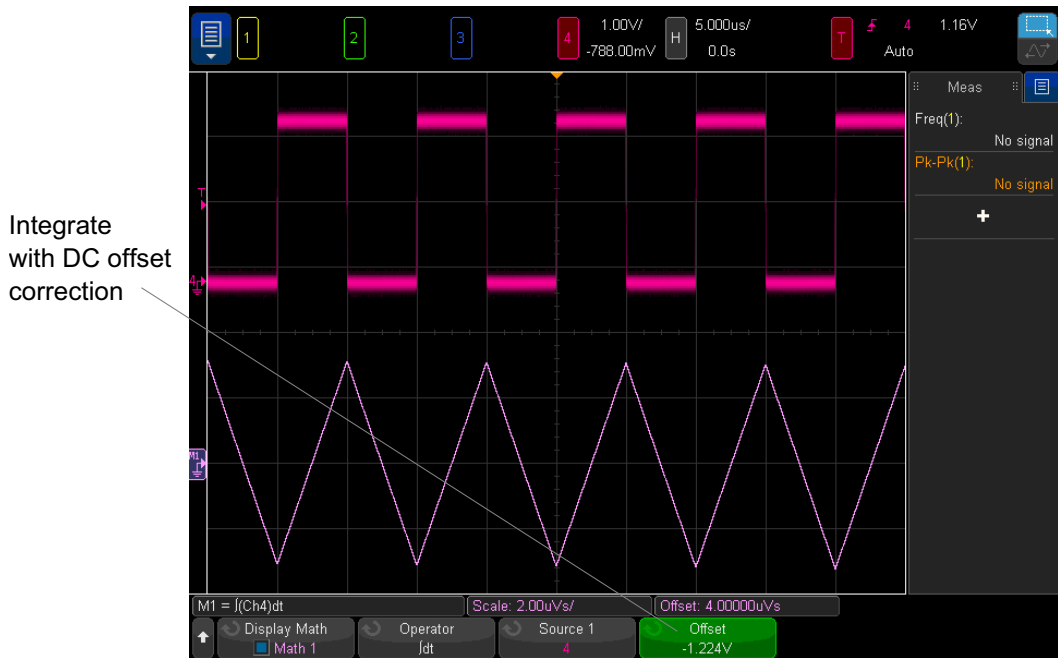 1
2
3
4
1.00V/
-788.00mV
H
5.000us/
0.0s
T
4
1.16V
Auto
Meas
Freq(1):
No signal
Pk-Pk(1):
No signal
+
T
4
M1
Integrate
with DC offset
correction
M1 = ∫(Ch4)dt
Scale: 2.00uVs/
Offset: 4.00000uVs
Display Math
Math 1
Operator
∫dt
Source 1
4
Offset
-1.224V